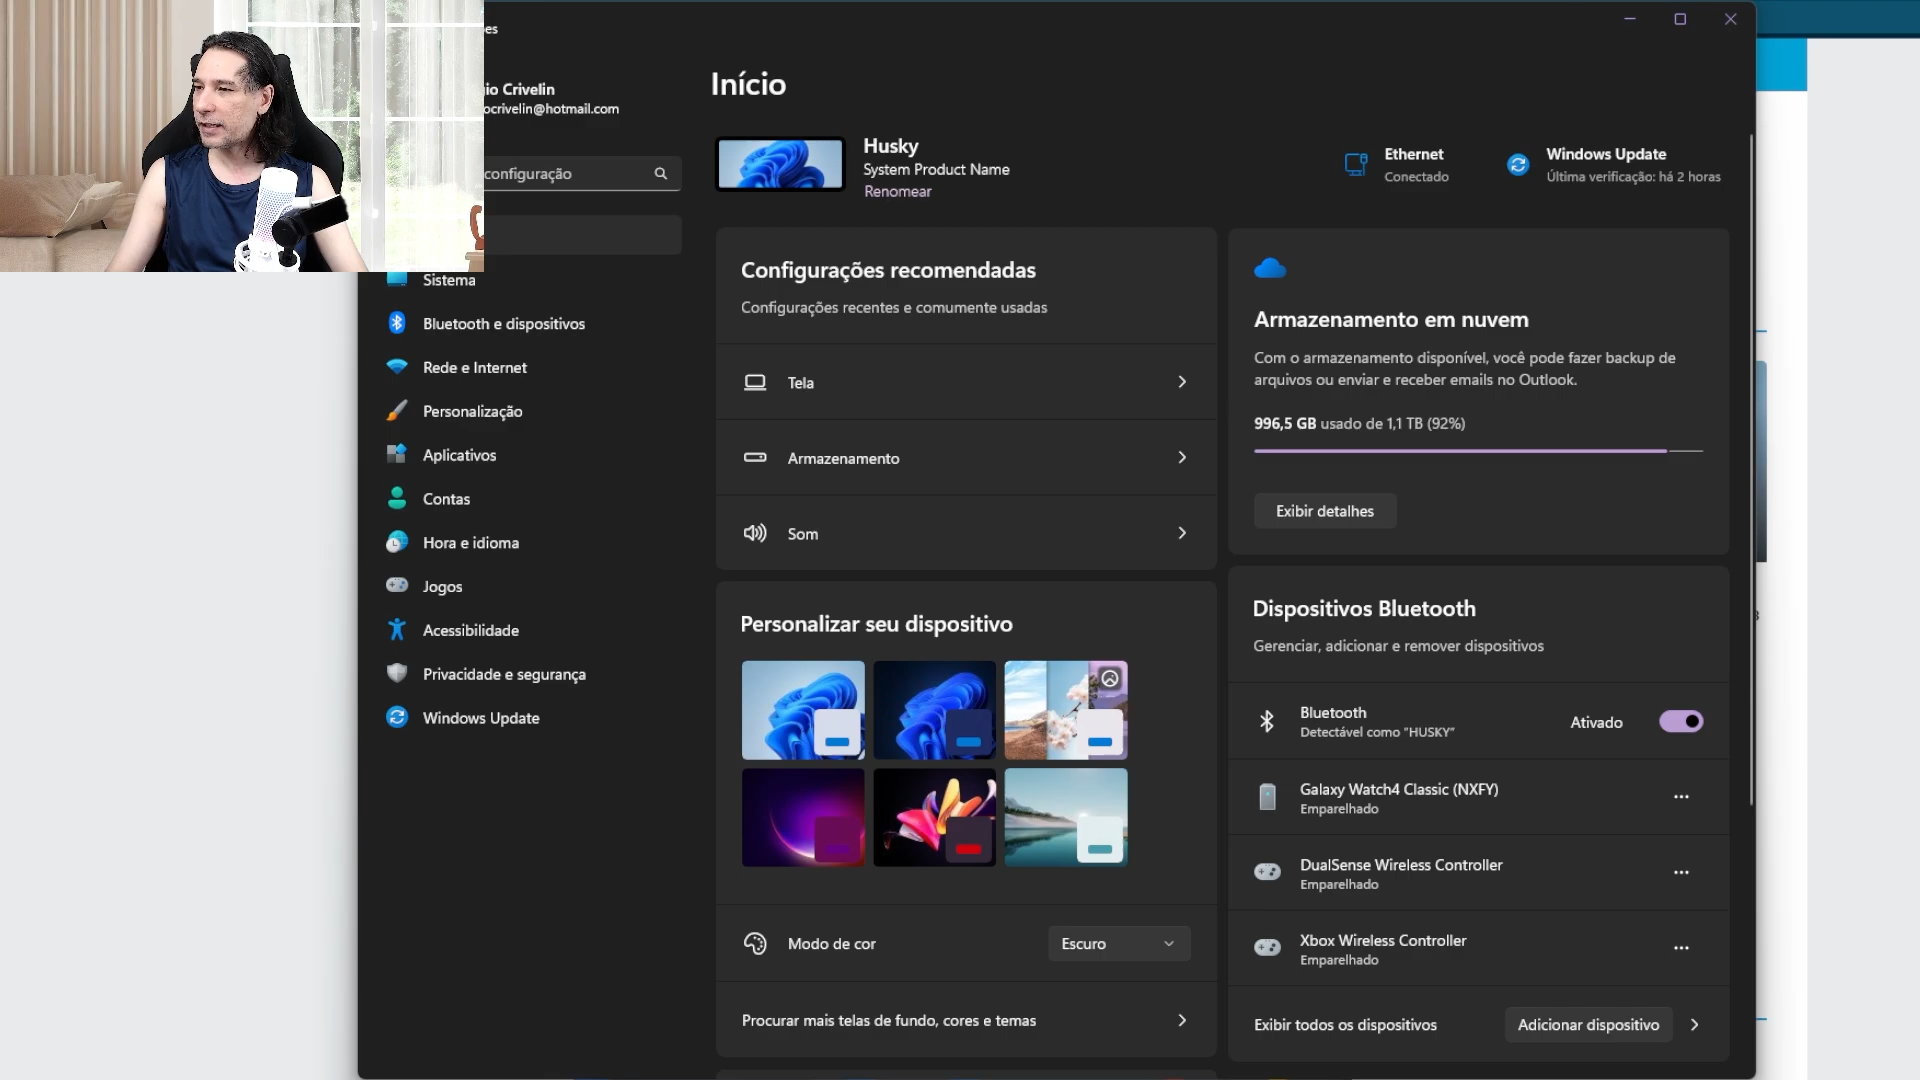 es
io Crivelin
ocrivelin@hotmail.com
configuração
Sistema
Bluetooth e dispositivos
Rede e Internet
Personalização
Aplicativos
Contas
Hora e idioma
Jogos
Acessibilidade
Privacidade e segurança
Windows Update
Início
Husky
System Product Name
Renomear
Ethernet
Conectado
Windows Update
Última verificação: há 2 horas
Configurações recomendadas
Configurações recentes e comumente usadas
Tela
Armazenamento
Som
Personalizar seu dispositivo
Modo de cor
Escuro
Procurar mais telas de fundo, cores e temas
Armazenamento em nuvem
Com o armazenamento disponível, você pode fazer backup de
arquivos ou enviar e receber emails no Outlook.
996,5 GB usado de 1,1 TB (92%)
Exibir detalhes
Dispositivos Bluetooth
Gerenciar, adicionar e remover dispositivos
Bluetooth
Detectável como "HUSKY"
Ativado
Galaxy Watch4 Classic (NXFY)
Emparelhado
DualSense Wireless Controller
Emparelhado
Xbox Wireless Controller
Emparelhado
Exibir todos os dispositivos
Adicionar dispositivo